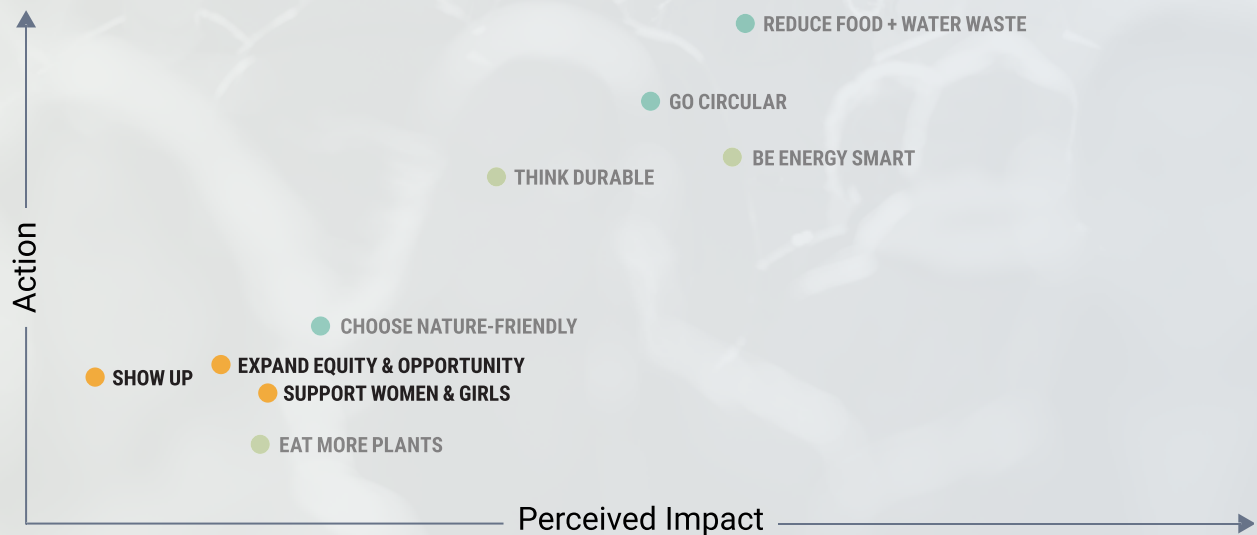 REDUCE FOOD + WATER WASTE
GO CIRCULAR
BE ENERGY SMART
THINK DURABLE
Action
CHOOSE NATURE-FRIENDLY
EXPAND EQUITY & OPPORTUNITY
SHOW UP
SUPPORT WOMEN & GIRLS
EAT MORE PLANTS
Perceived Impact